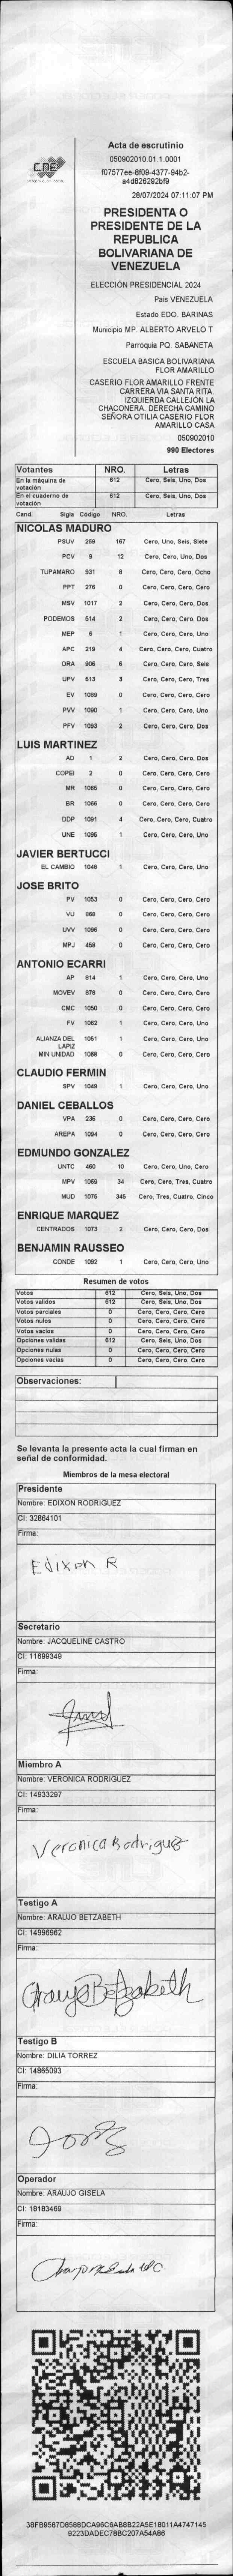 CNE
Acta de escrutinio
050902010.01.1.0001
f07577ee-8f09-4377-94b2-
a4d826292bf9
28/07/2024 07:11:07 PM
PRESIDENTA O
PRESIDENTE DE LA
REPUBLICA
BOLIVARIANA DE
VENEZUELA
ELECCIÓN PRESIDENCIAL 2024
País VENEZUELA
Estado EDO. BARINAS
Municipio MP. ALBERTO ARVELO T
Parroquia PQ. SABANETA
ESCUELA BASICA BOLIVARIANA
FLOR AMARILLO
CASERIO FLOR AMARILLO FRENTE
CARRERA VIA SANTA RITA.
IZQUIERDA CALLEJON LA
CHACONERA. DERECHA CAMINO
SEÑORA OTILIA CASERIO FLOR
AMARILLO CASA
050902010
990 Electores
Votantes NRO. Letras
En la máquina de votación 612 Cero, Seis, Uno, Dos
En el cuaderno de votación 612 Cero, Seis, Uno, Dos
Cand. Sigla Código NRO. Letras
NICOLAS MADURO
PSUV 269 167 Cero, Uno, Seis, Siete
PCV 9 12 Cero, Cero, Uno, Dos
TUPAMARO 931 8 Cero, Cero, Cero, Ocho
PPT 276 0 Cero, Cero, Cero, Cero
MSV 1017 2 Cero, Cero, Cero, Dos
PODEMOS 514 2 Cero, Cero, Cero, Dos
MEP 6 1 Cero, Cero, Cero, Uno
APC 219 4 Cero, Cero, Cero, Cuatro
ORA 906 6 Cero, Cero, Cero, Seis
UPV 513 3 Cero, Cero, Cero, Tres
EV 1089 0 Cero, Cero, Cero, Cero
PVV 1090 1 Cero, Cero, Cero, Uno
PFV 1093 2 Cero, Cero, Cero, Dos
LUIS MARTINEZ
AD 1 2 Cero, Cero, Cero, Dos
COPEI 2 0 Cero, Cero, Cero, Cero
MR 1065 0 Cero, Cero, Cero, Cero
BR 1066 0 Cero, Cero, Cero, Cero
DDP 1091 4 Cero, Cero, Cero, Cuatro
UNE 1095 1 Cero, Cero, Cero, Uno
JAVIER BERTUCCI
EL CAMBIO 1048 1 Cero, Cero, Cero, Uno
JOSE BRITO
PV 1053 0 Cero, Cero, Cero, Cero
VU 868 0 Cero, Cero, Cero, Cero
UVV 1096 0 Cero, Cero, Cero, Cero
MPJ 458 0 Cero, Cero, Cero, Cero
ANTONIO ECARRI
AP 814 1 Cero, Cero, Cero, Uno
MOVEV 878 0 Cero, Cero, Cero, Cero
CMC 1050 0 Cero, Cero, Cero, Cero
FV 1062 1 Cero, Cero, Cero, Uno
ALIANZA DEL LAPIZ 1051 1 Cero, Cero, Cero, Uno
MIN UNIDAD 1068 0 Cero, Cero, Cero, Cero
CLAUDIO FERMIN
SPV 1049 1 Cero, Cero, Cero, Uno
DANIEL CEBALLOS
VPA 236 0 Cero, Cero, Cero, Cero
AREPA 1094 0 Cero, Cero, Cero, Cero
EDMUNDO GONZALEZ
UNTC 460 10 Cero, Cero, Uno, Cero
MPV 1069 34 Cero, Cero, Tres, Cuatro
MUD 1075 345 Cero, Tres, Cuatro, Cinco
ENRIQUE MARQUEZ
CENTRADOS 1073 2 Cero, Cero, Cero, Dos
BENJAMIN RAUSSEO
CONDE 1092 1 Cero, Cero, Cero, Uno
Resumen de votos
Votos 612 Cero, Seis, Uno, Dos
Votos validos 612 Cero, Seis, Uno, Dos
Votos parciales 0 Cero, Cero, Cero, Cero
Votos nulos 0 Cero, Cero, Cero, Cero
Votos vacios 0 Cero, Cero, Cero, Cero
Opciones validas 612 Cero, Seis, Uno, Dos
Opciones nulas 0 Cero, Cero, Cero, Cero
Opciones vacias 0 Cero, Cero, Cero, Cero
Observaciones:
Se levanta la presente acta la cual firman en
señal de conformidad.
Miembros de la mesa electoral
Presidente
Nombre: EDIXON RODRIGUEZ
CI: 32864101
Firma:
Edixon R
Secretario
Nombre: JACQUELINE CASTRO
CI: 11699349
Firma:
Miembro A
Nombre: VERONICA RODRIGUEZ
CI: 14933297
Firma:
Veronica Rodriguez
Testigo A
Nombre: ARAUJO BETZABETH
CI: 14996962
Firma:
Araujo Betzabeth
Testigo B
Nombre: DILIA TORREZ
CI: 14865093
Firma:
Operador
Nombre: ARAUJO GISELA
CI: 18183469
Firma:
38FB9587D8588DCA96C6AB8B22A5E18011A4747145
9223DADEC78BC207A54A86